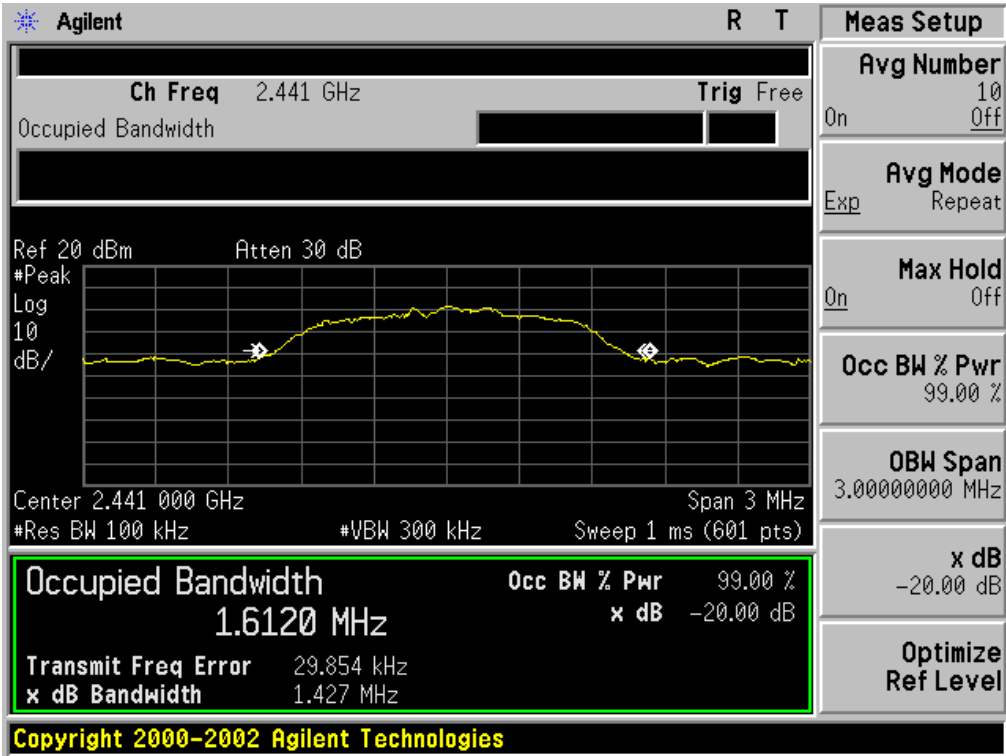 Agilent R T
Ch Freq 2.441 GHz Trig Free
Occupied Bandwidth
Ref 20 dBm Atten 30 dB
#Peak
Log
10
dB/
Center 2.441 000 GHz Span 3 MHz
#Res BW 100 kHz #VBW 300 kHz Sweep 1 ms (601 pts)
Occupied Bandwidth Occ BW % Pwr 99.00 %
1.6120 MHz x dB -20.00 dB
Transmit Freq Error 29.854 kHz
x dB Bandwidth 1.427 MHz
Copyright 2000-2002 Agilent Technologies
Meas Setup
Avg Number
10
On Off
Avg Mode
Exp Repeat
Max Hold
On Off
Occ BW % Pwr
99.00 %
OBW Span
3.00000000 MHz
x dB
-20.00 dB
Optimize
Ref Level